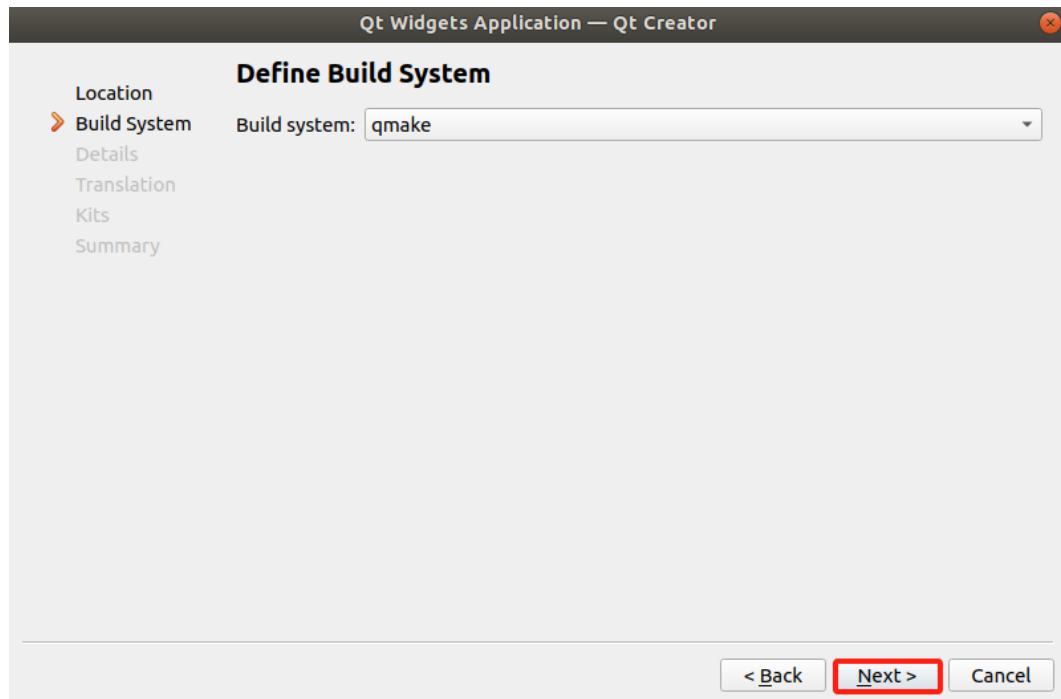 Qt Widgets Application — Qt Creator
Define Build System
Location
Build System
Details
Translation
Kits
Summary
Build system: qmake
< Back
Next >
Cancel